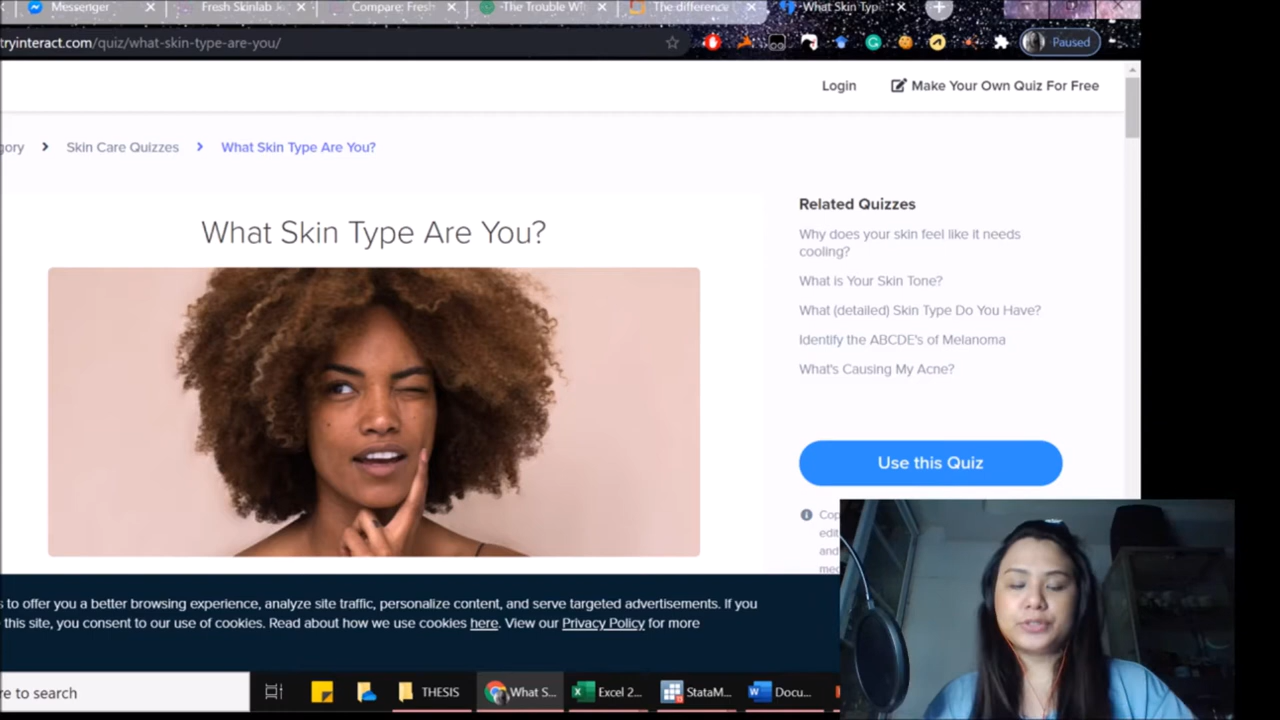 Messenger
Fresh Skinlab
Compare: Fresh
The difference
What Skin Typ
tryinteract.com/quiz/what-skin-type-are-you/
Paused
Login
Make Your Own Quiz For Free
gory > Skin Care Quizzes > What Skin Type Are You?
What Skin Type Are You?
Related Quizzes
Why does your skin feel like it needs
cooling?
What is Your Skin Tone?
What (detailed) Skin Type Do You Have?
Identify the ABCDE's of Melanoma
What's Causing My Acne?
Use this Quiz
Cop
edit
and
med
s to offer you a better browsing experience, analyze site traffic, personalize content, and serve targeted advertisements. If you
this site, you consent to our use of cookies. Read about how we use cookies here. View our Privacy Policy for more
re to search
THESIS
What S...
Excel 2...
StataM...
Docu...